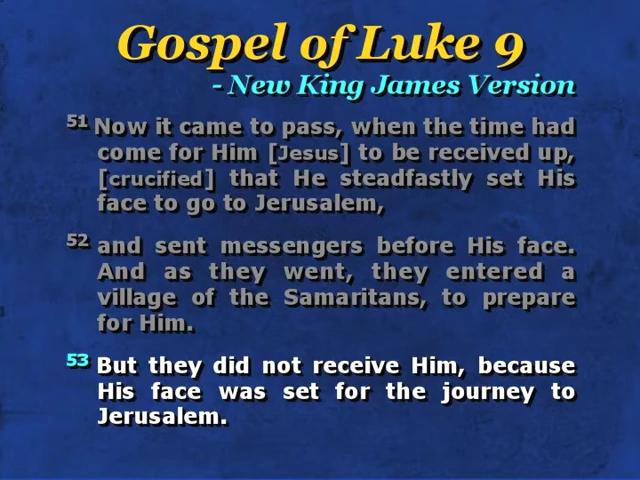 Gospel of Luke 9
- New King James Version
51 Now it came to pass, when the time had
come for Him [Jesus] to be received up,
[crucified] that He steadfastly set His
face to go to Jerusalem,
52 and sent messengers before His face.
And as they went, they entered a
village of the Samaritans, to prepare
for Him.
53 But they did not receive Him, because
His face was set for the journey to
Jerusalem.